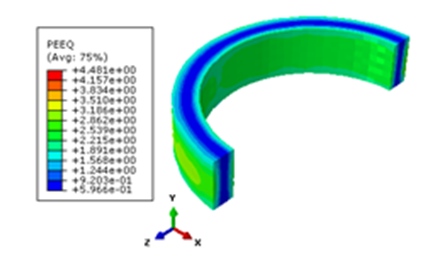 PEEQ
(Avg: 75%)
+4.481e+00
+4.157e+00
+3.834e+00
+3.510e+00
+3.186e+00
+2.862e+00
+2.539e+00
+2.215e+00
+1.891e+00
+1.568e+00
+1.244e+00
+9.203e-01
+5.966e-01
Y
Z
X